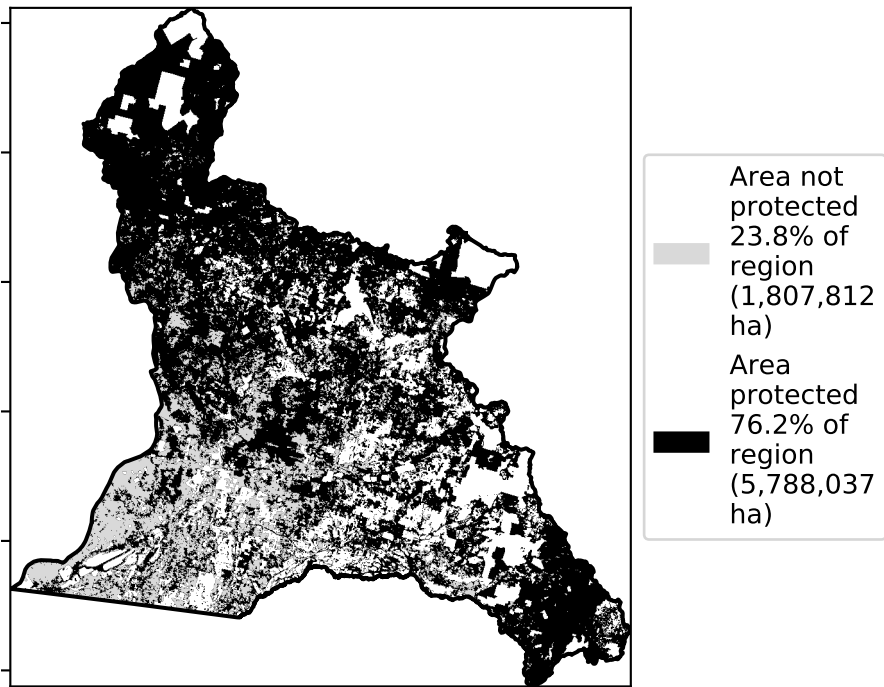 Area not
protected
23.8% of
region
(1,807,812
ha)
Area
protected
76.2% of
region
(5,788,037
ha)